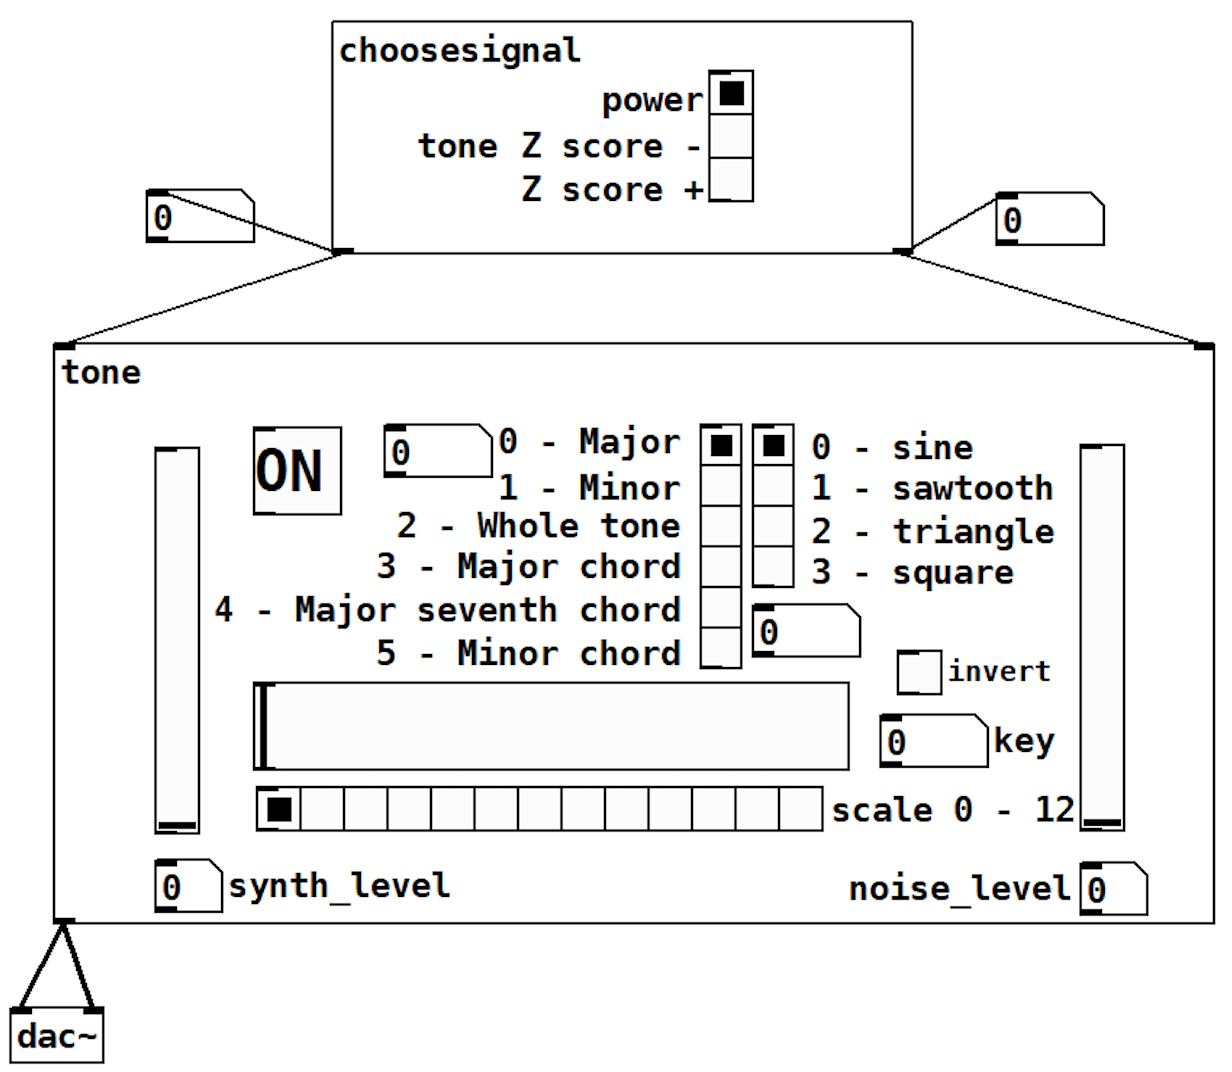 choosesignal
power
tone Z score -
Z score +
0
0
tone
ON
0
0 - Major
1 - Minor
2 - Whole tone
3 - Major chord
4 - Major seventh chord
5 - Minor chord
0 - sine
1 - sawtooth
2 - triangle
3 - square
0
invert
0 key
scale 0 - 12
0 synth_level
noise_level 0
dac~